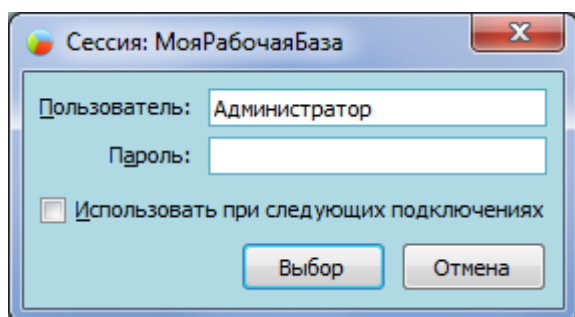 Сессия: МояРабочаяБаза
Пользователь: Администратор
Пароль:
Использовать при следующих подключениях
Выбор Отмена